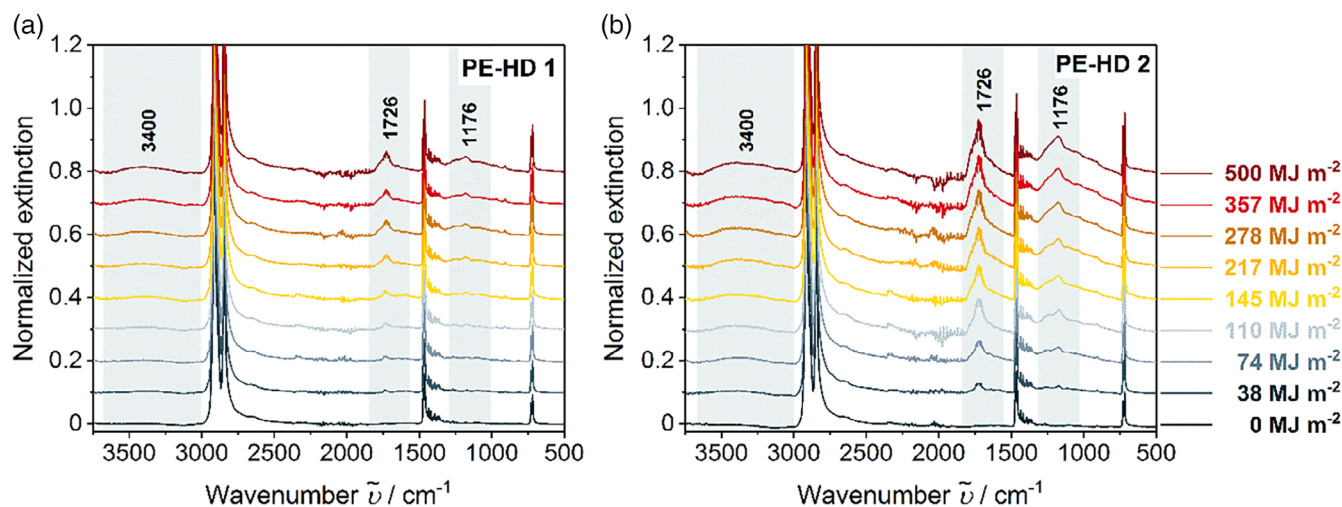 (a)
PE-HD 1
3400
1726
1176
Normalized extinction
1.2
1.0
0.8
0.6
0.4
0.2
0
3500 3000 2500 2000 1500 1000 500
Wavenumber ṽ / cm⁻¹
(b)
PE-HD 2
3400
1726
1176
Normalized extinction
1.2
1.0
0.8
0.6
0.4
0.2
0
3500 3000 2500 2000 1500 1000 500
Wavenumber ṽ / cm⁻¹
500 MJ m⁻²
357 MJ m⁻²
278 MJ m⁻²
217 MJ m⁻²
145 MJ m⁻²
110 MJ m⁻²
74 MJ m⁻²
38 MJ m⁻²
0 MJ m⁻²